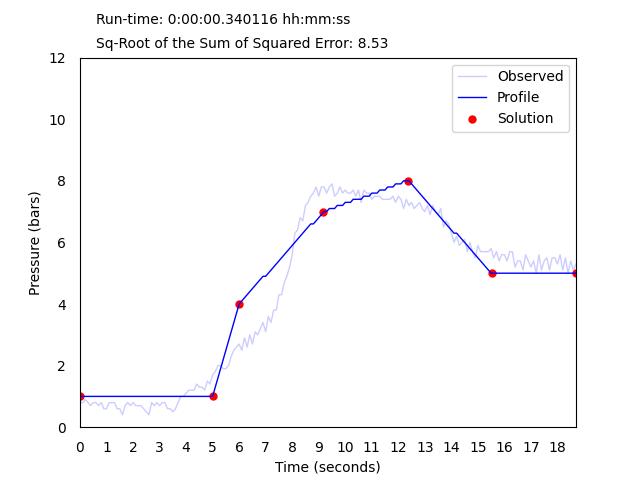 Run-time: 0:00:00.340116 hh:mm:ss
Sq-Root of the Sum of Squared Error: 8.53
12
10
8
6
4
2
0
Pressure (bars)
Observed
Profile
Solution
0 1 2 3 4 5 6 7 8 9 10 11 12 13 14 15 16 17 18
Time (seconds)